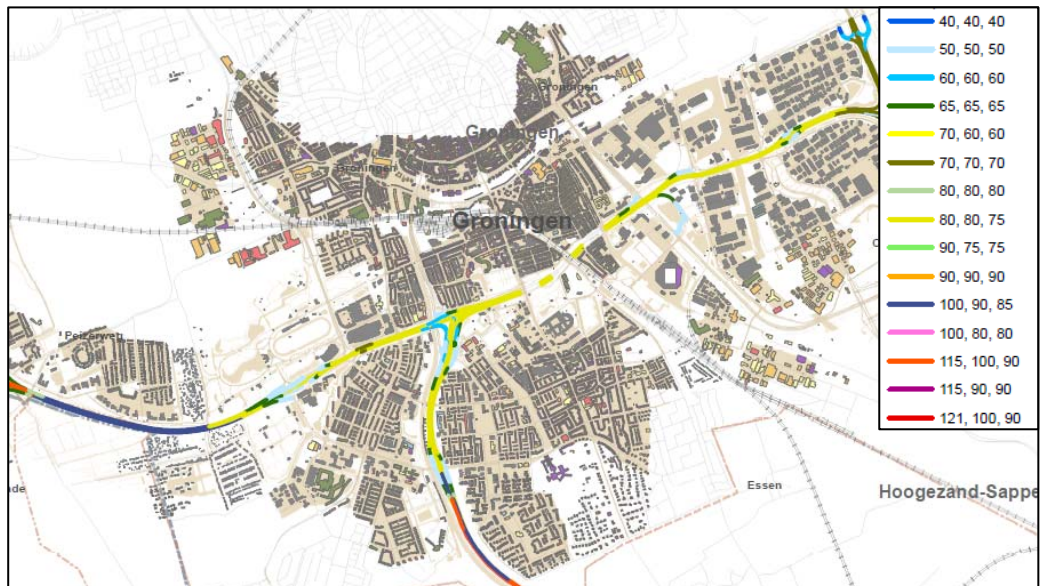 40, 40, 40
50, 50, 50
60, 60, 60
65, 65, 65
70, 60, 60
70, 70, 70
80, 80, 80
80, 80, 75
90, 75, 75
90, 90, 90
100, 90, 85
100, 80, 80
115, 100, 90
115, 90, 90
121, 100, 90
Groningen
Groningen
Groningen
Groningen
Peizerweg
Essen
Hoogezand-Sappe
ade